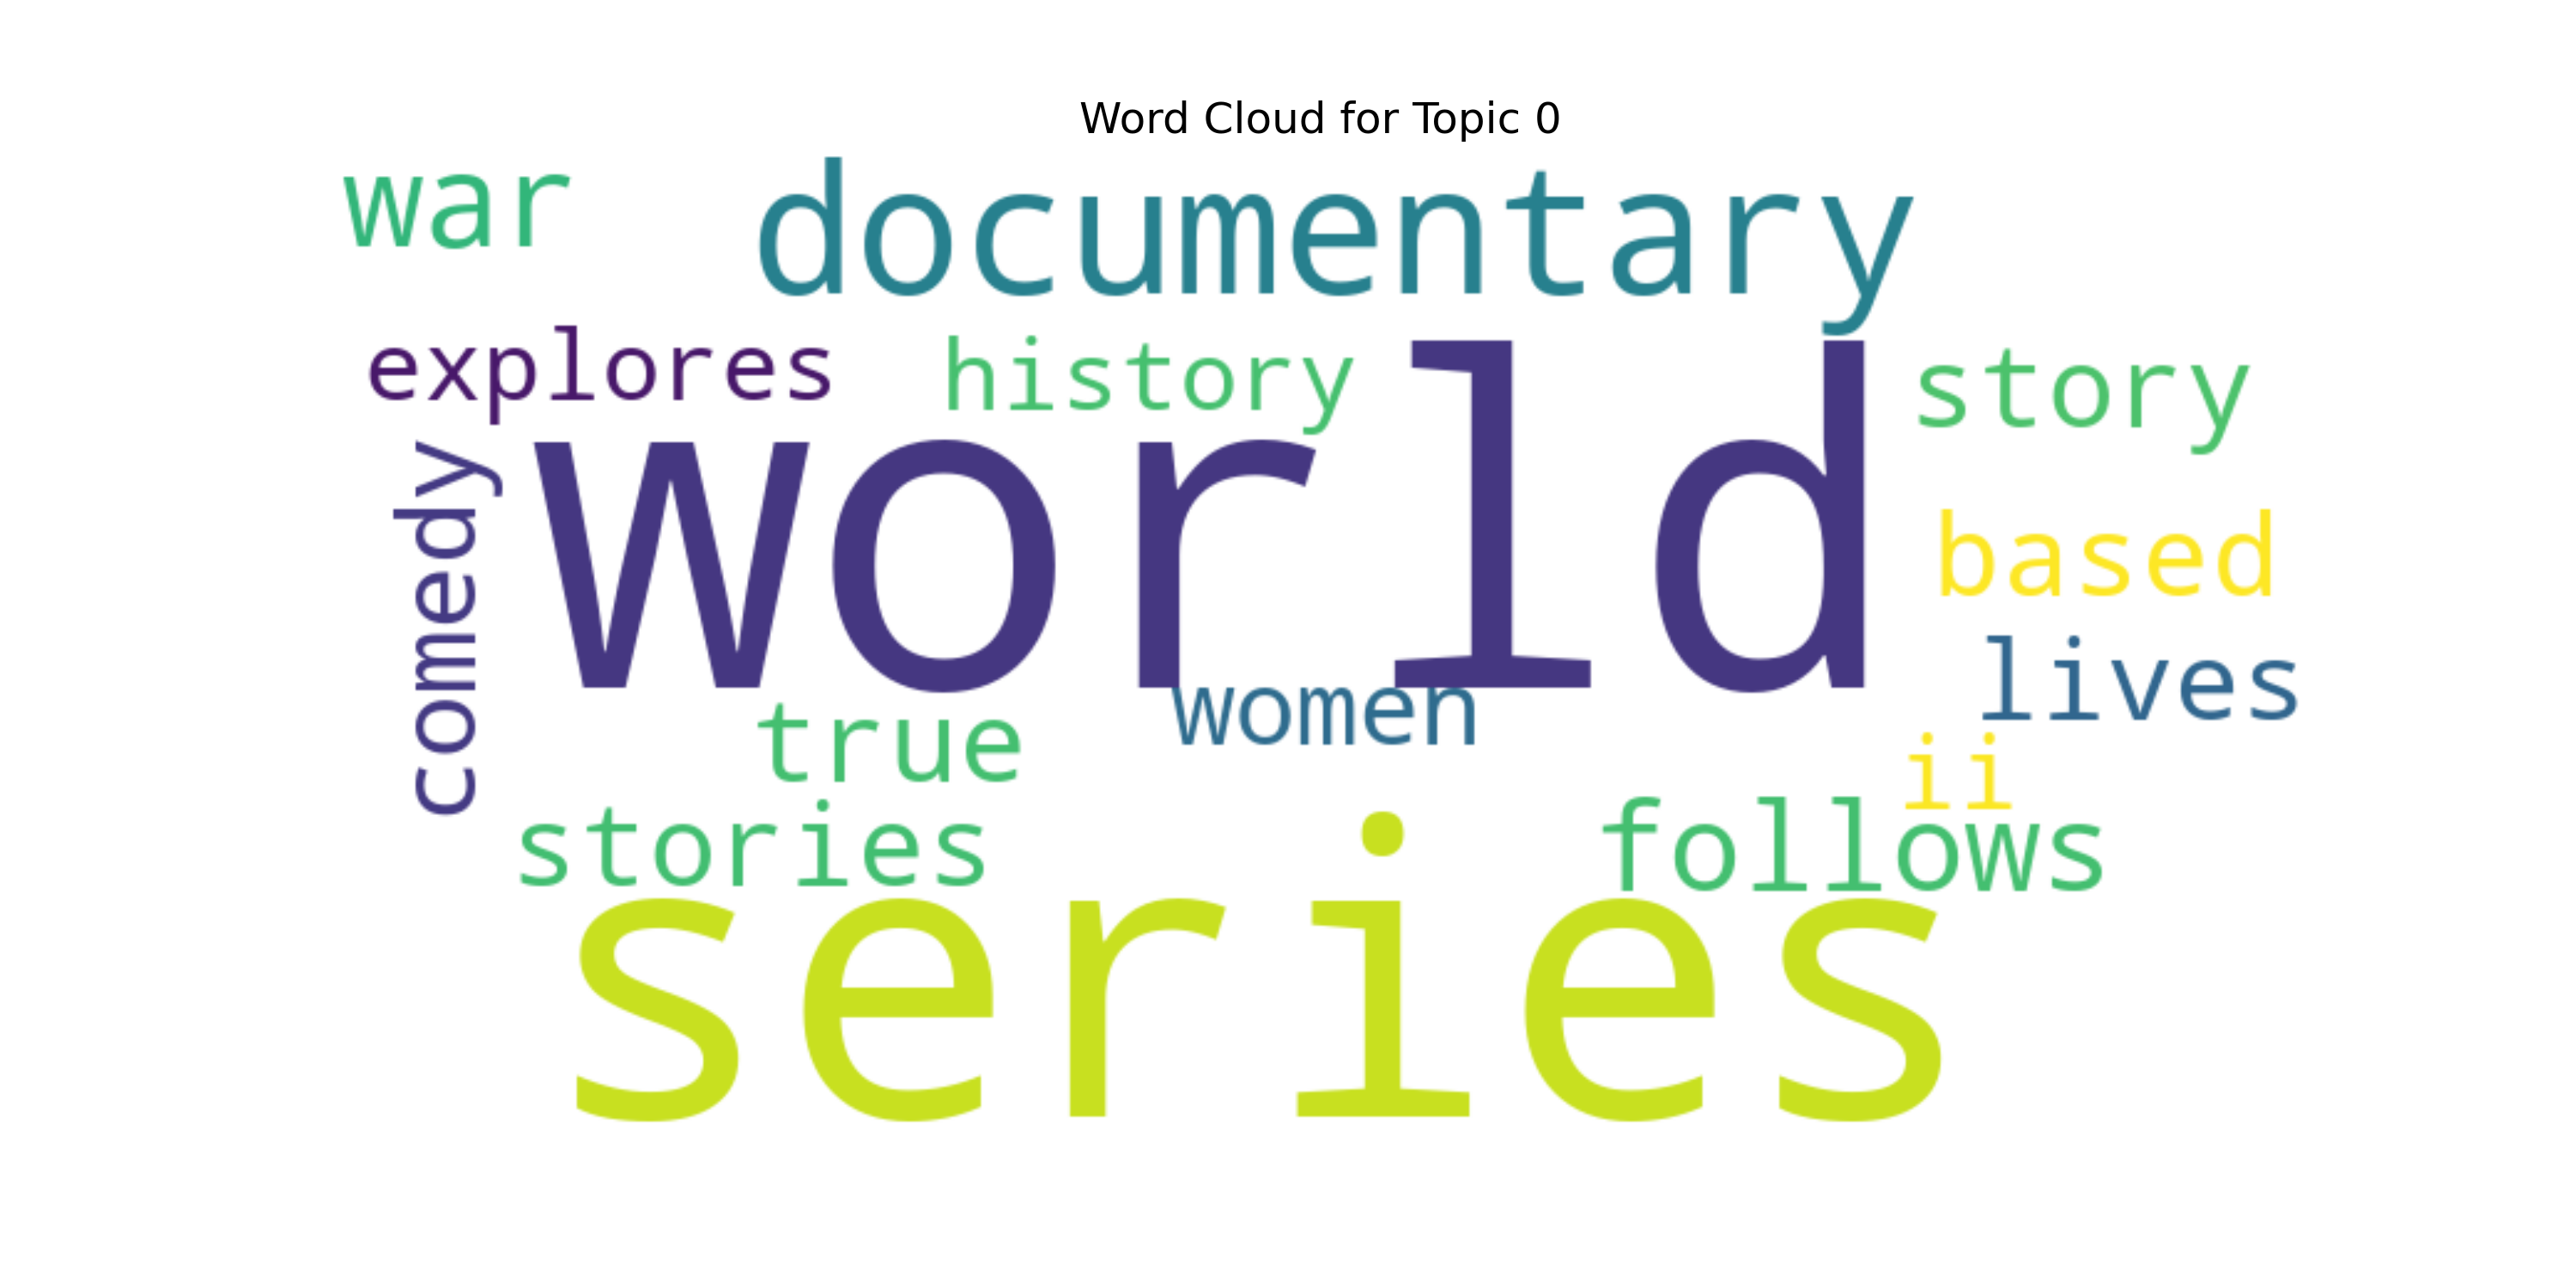 Word Cloud for Topic 0
war
documentary
explores
history
story
world
comedy
based
lives
women
true
ii
stories
follows
series